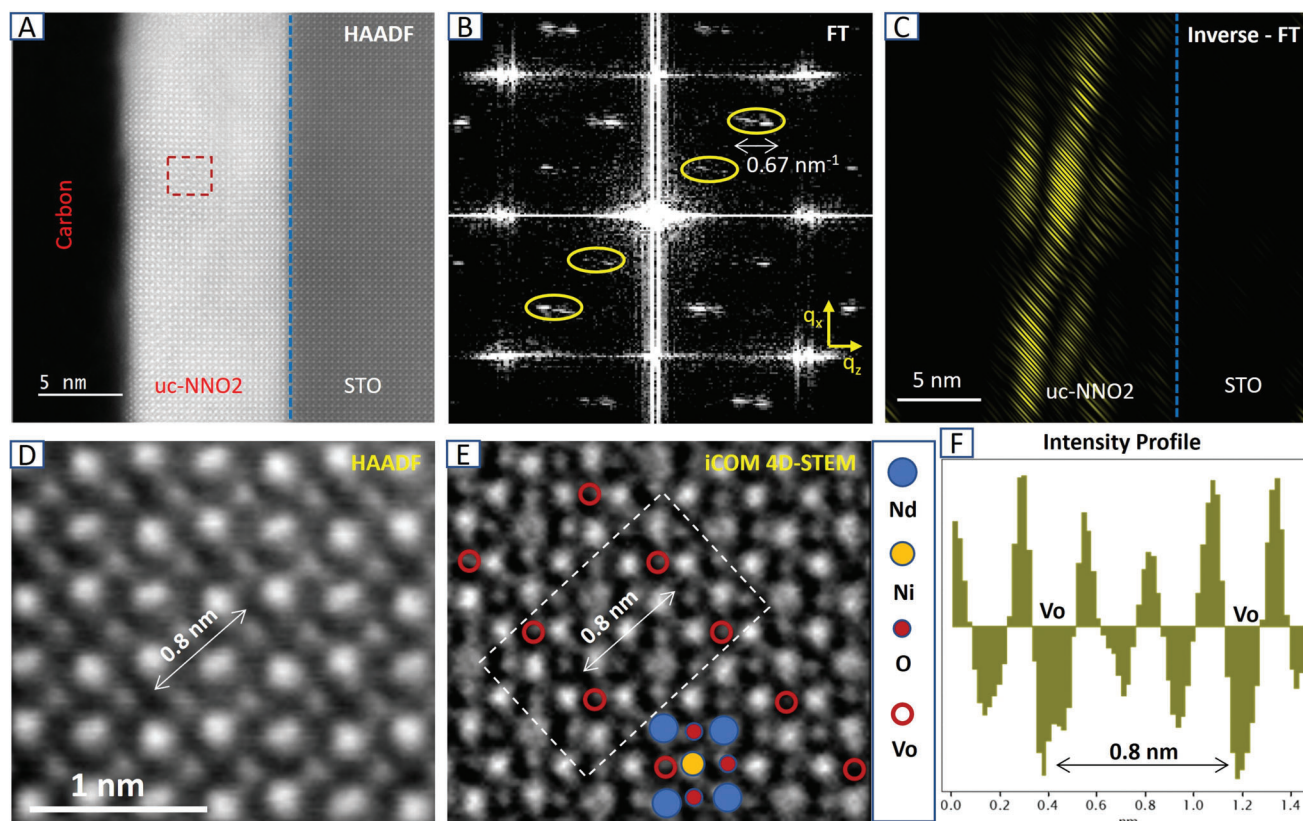 A
HAADF
Carbon
5 nm
uc-NNO2
STO
B
FT
0.67 nm⁻¹
qx
qz
C
Inverse - FT
5 nm
uc-NNO2
STO
D
HAADF
0.8 nm
1 nm
E
iCOM 4D-STEM
0.8 nm
Nd
Ni
O
Vo
F
Intensity Profile
Vo
Vo
0.8 nm
0.0 0.2 0.4 0.6 0.8 1.0 1.2 1.4
nm